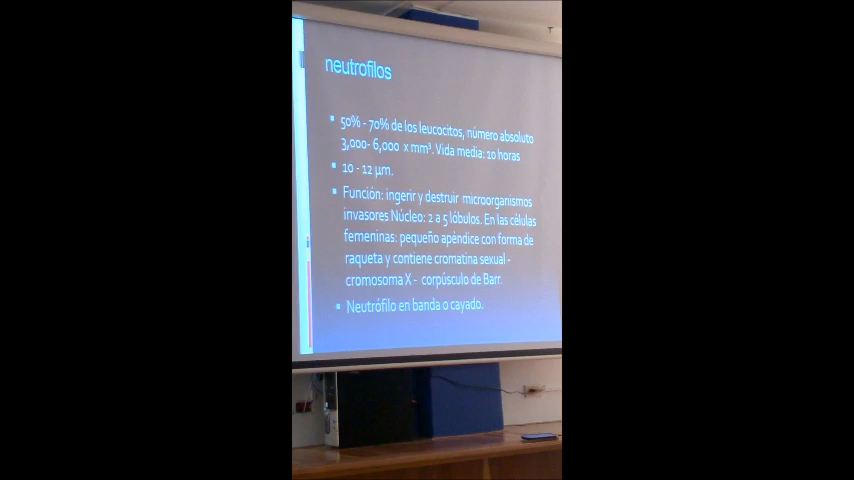 neutrofilos
50% - 70% de los leucocitos, número absoluto
3,000- 6,000 x mm³. Vida media: 10 horas
10 - 12 µm.
Función: ingerir y destruir microorganismos
invasores Núcleo: 2 a 5 lóbulos. En las células
femeninas: pequeño apéndice con forma de
raqueta y contiene cromatina sexual -
cromosoma X - corpúsculo de Barr.
Neutrófilo en banda o cayado.